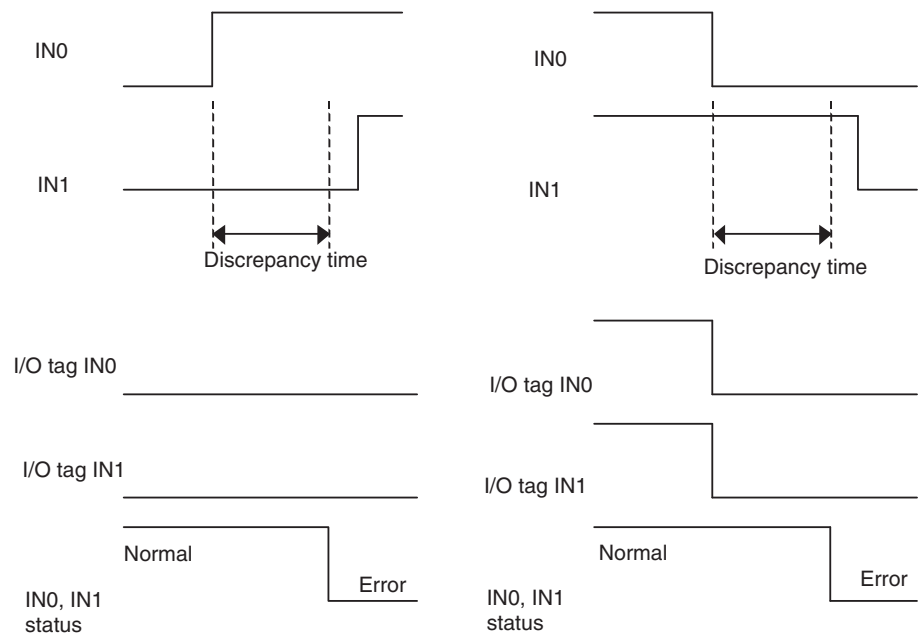 IN0
IN1
Discrepancy time
I/O tag IN0
I/O tag IN1
Normal
Error
IN0, IN1
status
IN0
IN1
Discrepancy time
I/O tag IN0
I/O tag IN1
Normal
Error
IN0, IN1
status